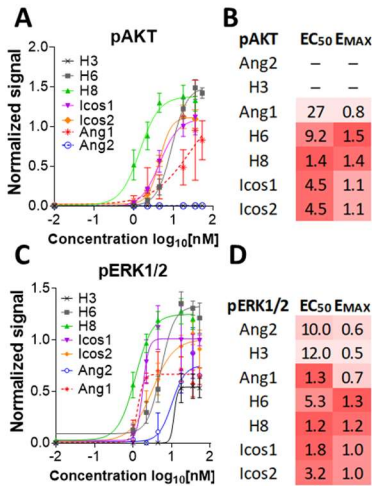 A
pAKT
Normalized signal
2.0
1.5
1.0
0.5
0.0
-2
-1
0
1
2
Concentration log10[nM]
H3
H6
H8
Icos1
Icos2
Ang1
Ang2
B
pAKT EC50 EMAX
Ang2 – –
H3 – –
Ang1 27 0.8
H6 9.2 1.5
H8 1.4 1.4
Icos1 4.5 1.1
Icos2 4.5 1.1
C
pERK1/2
Normalized signal
1.5
1.0
0.5
0.0
-2
-1
0
1
2
Concentration log10[nM]
H3
H6
H8
Icos1
Icos2
Ang2
Ang1
D
pERK1/2 EC50 EMAX
Ang2 10.0 0.6
H3 12.0 0.5
Ang1 1.3 0.7
H6 5.3 1.3
H8 1.2 1.2
Icos1 1.8 1.0
Icos2 3.2 1.0